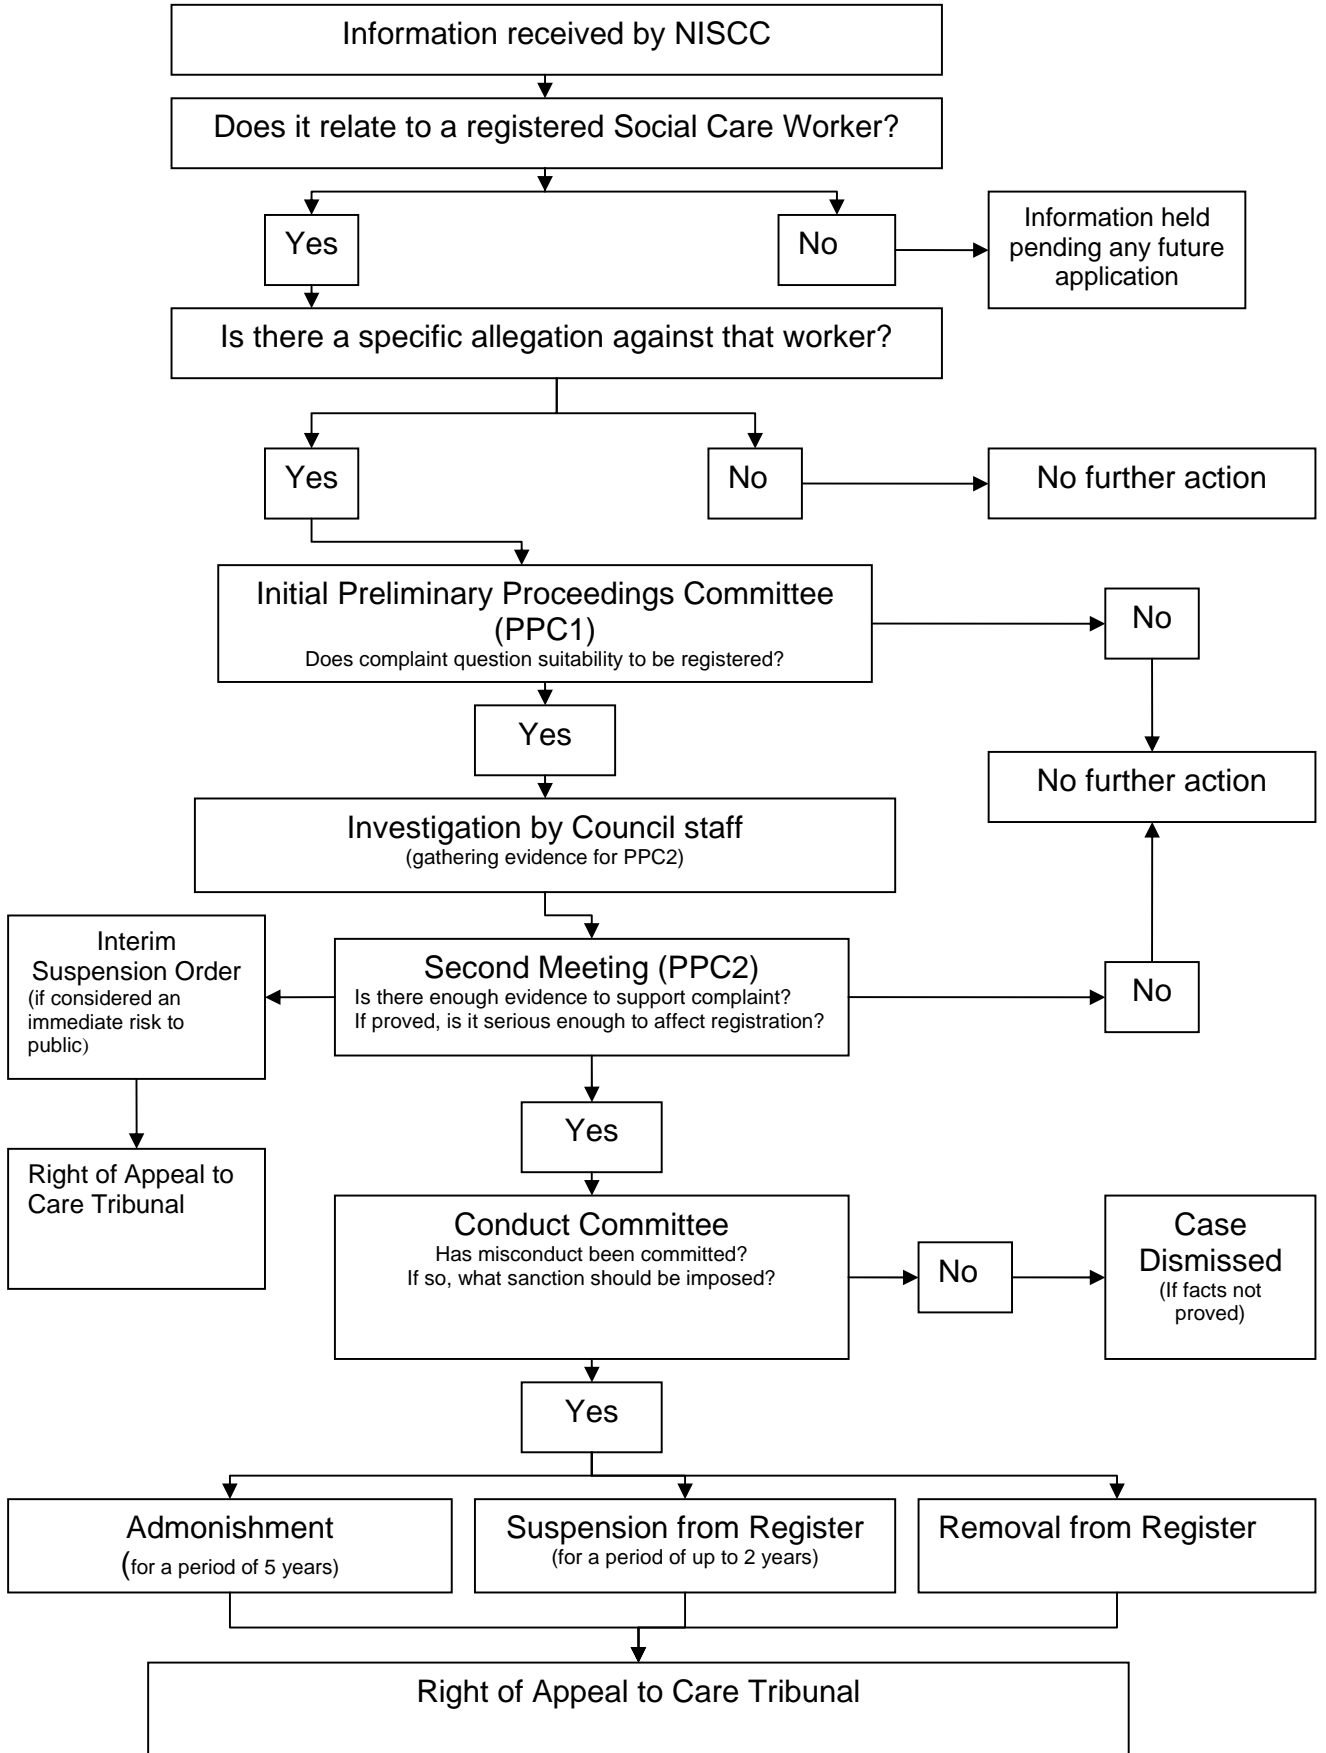 Information received by NISCC
Does it relate to a registered Social Care Worker?
Yes
No
Information held
pending any future
application
Is there a specific allegation against that worker?
Yes
No
No further action
Initial Preliminary Proceedings Committee
(PPC1)
Does complaint question suitability to be registered?
No
Yes
No further action
Investigation by Council staff
(gathering evidence for PPC2)
Interim
Suspension Order
(if considered an
immediate risk to
public)
Second Meeting (PPC2)
Is there enough evidence to support complaint?
If proved, is it serious enough to affect registration?
No
Yes
Right of Appeal to
Care Tribunal
Conduct Committee
Has misconduct been committed?
If so, what sanction should be imposed?
No
Case
Dismissed
(If facts not
proved)
Yes
Admonishment
(for a period of 5 years)
Suspension from Register
(for a period of up to 2 years)
Removal from Register
Right of Appeal to Care Tribunal